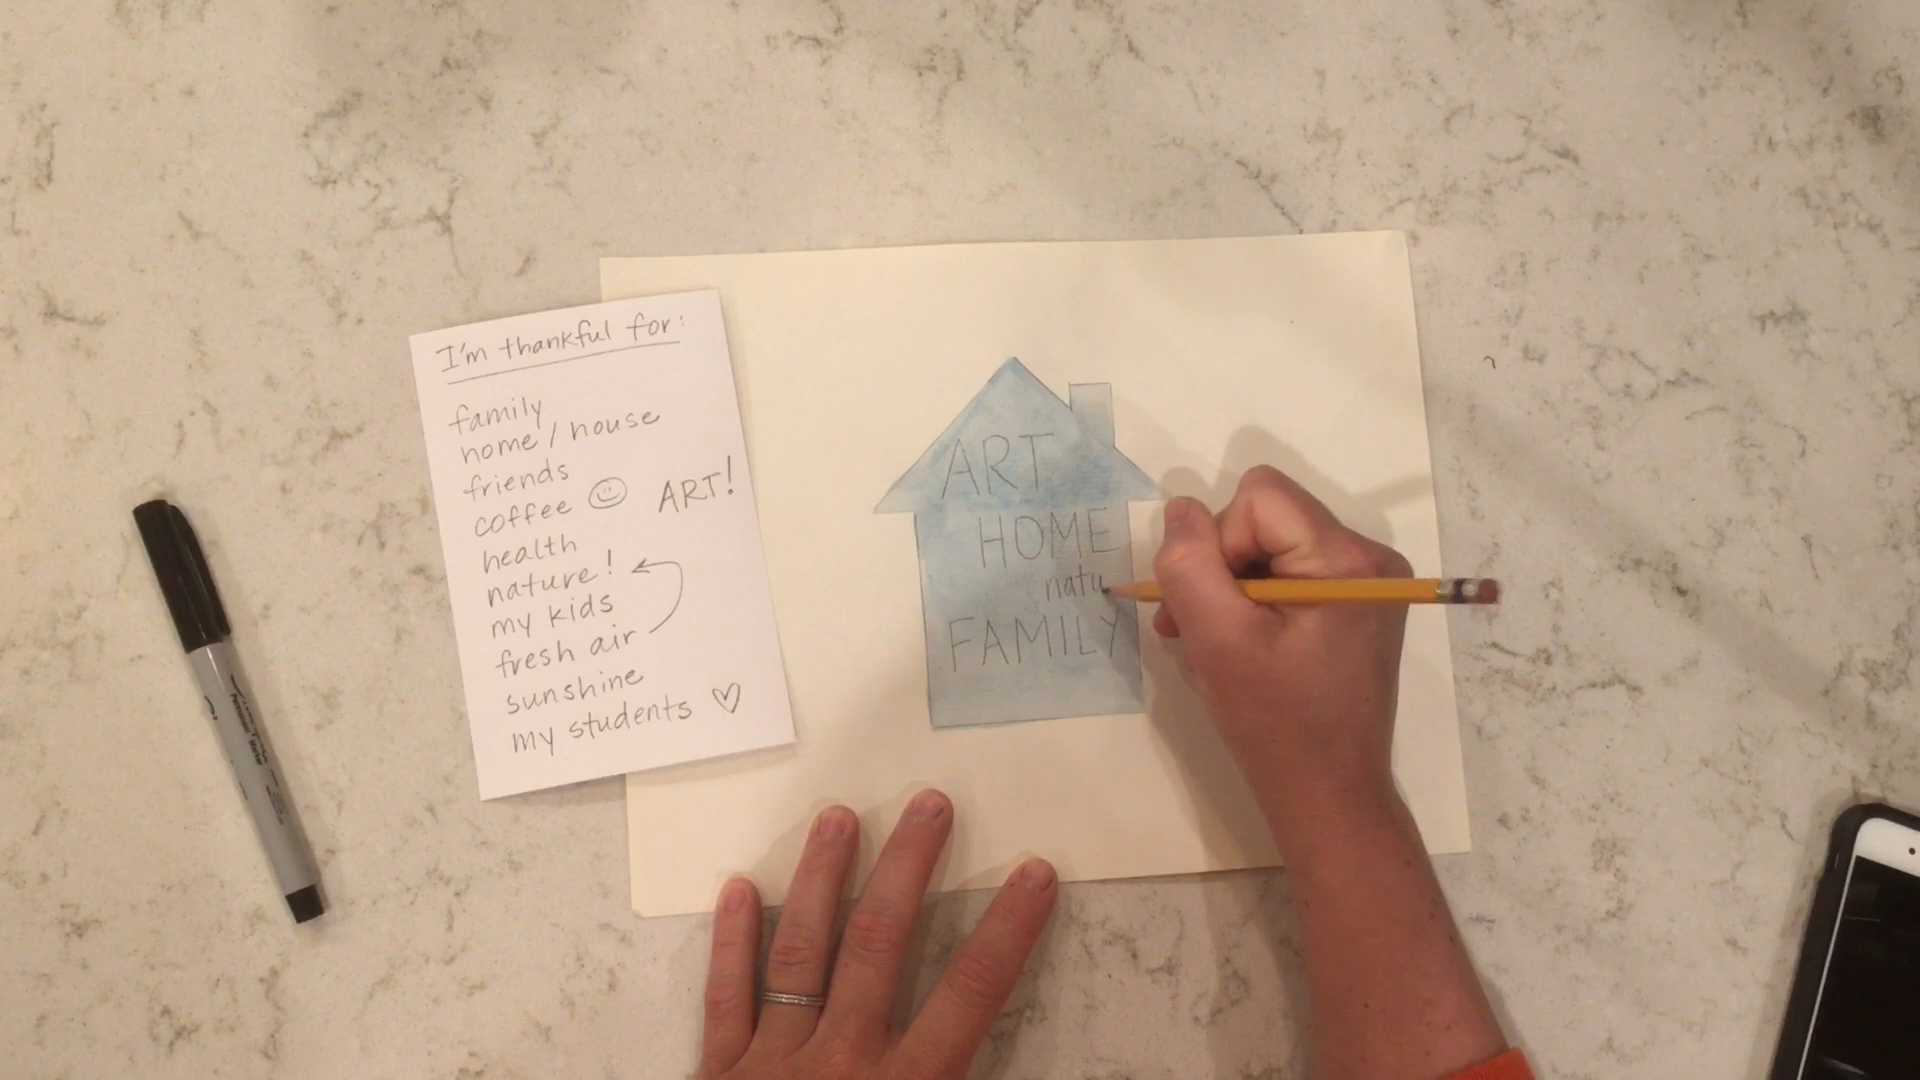 I'm thankful for:
family
home / house
friends
coffee
ART!
health
nature!
my kids
fresh air
sunshine
my students
ART
HOME
natu
FAMILY